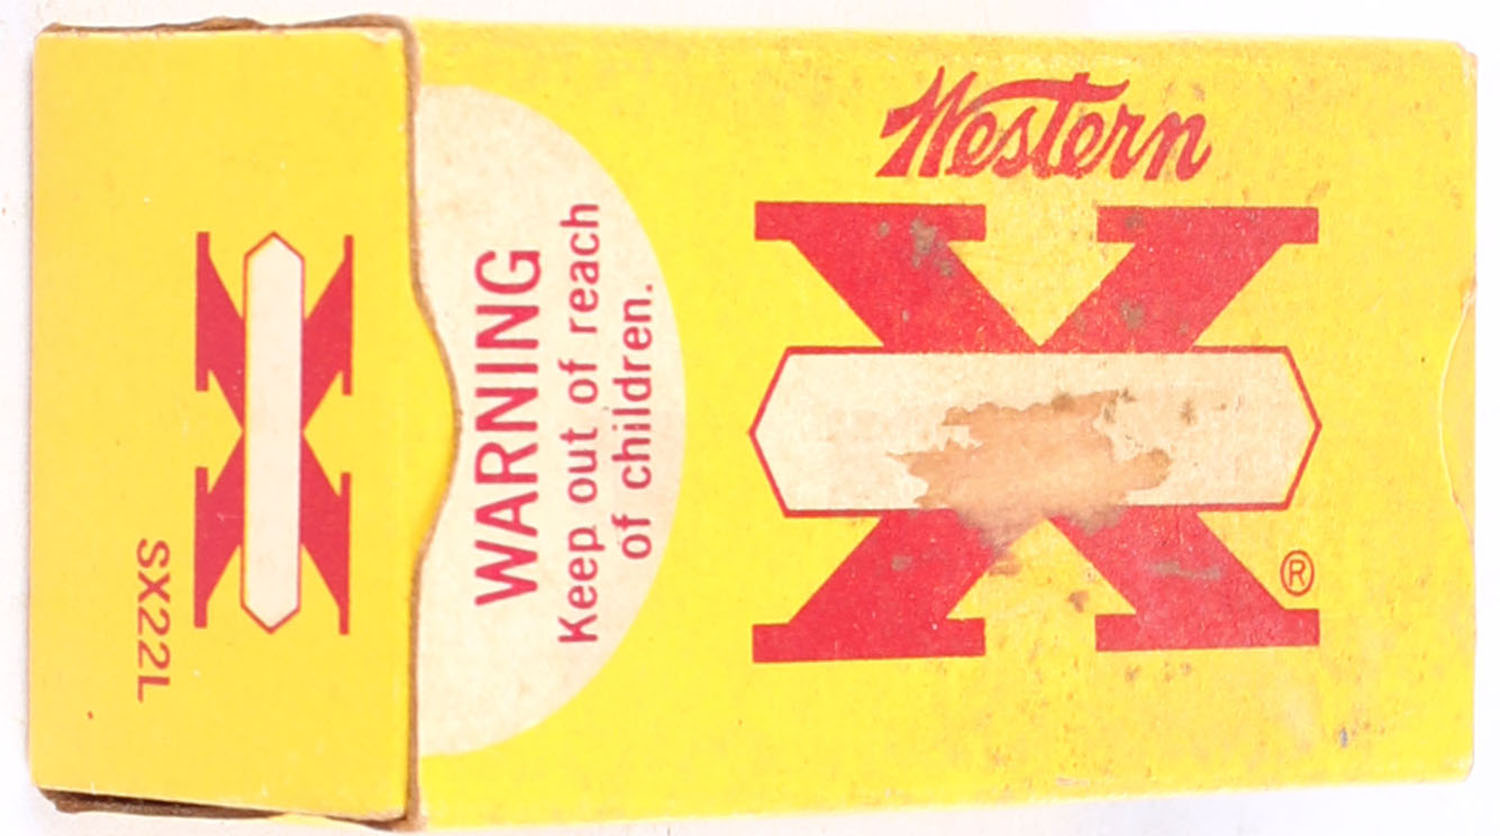 Western
X
®
WARNING
Keep out of reach
of children.
X
SX22L